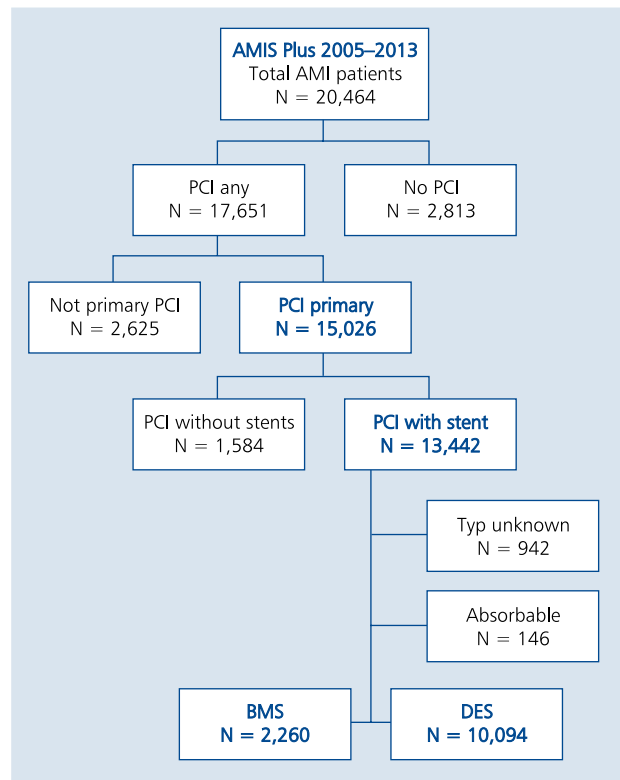 AMIS Plus 2005–2013
Total AMI patients
N = 20,464
PCI any
N = 17,651
No PCI
N = 2,813
Not primary PCI
N = 2,625
PCI primary
N = 15,026
PCI without stents
N = 1,584
PCI with stent
N = 13,442
Typ unknown
N = 942
Absorbable
N = 146
BMS
N = 2,260
DES
N = 10,094